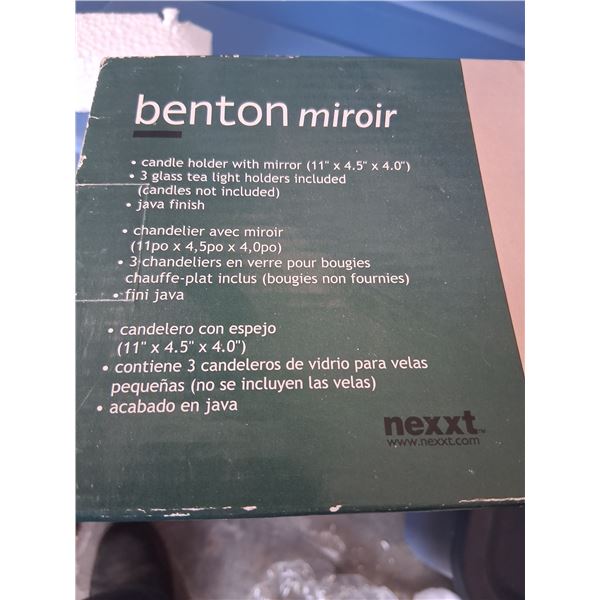 benton miroir
• candle holder with mirror (11" x 4.5" x 4.0")
• 3 glass tea light holders included
(candles not included)
• java finish
• chandelier avec miroir
(11po x 4,5po x 4,0po)
• 3 chandeliers en verre pour bougies
chauffe-plat inclus (bougies non fournies)
• fini java
• candelero con espejo
(11" x 4.5" x 4.0")
• contiene 3 candeleros de vidrio para velas
pequeñas (no se incluyen las velas)
• acabado en java
nexxt™
www.nexxt.com